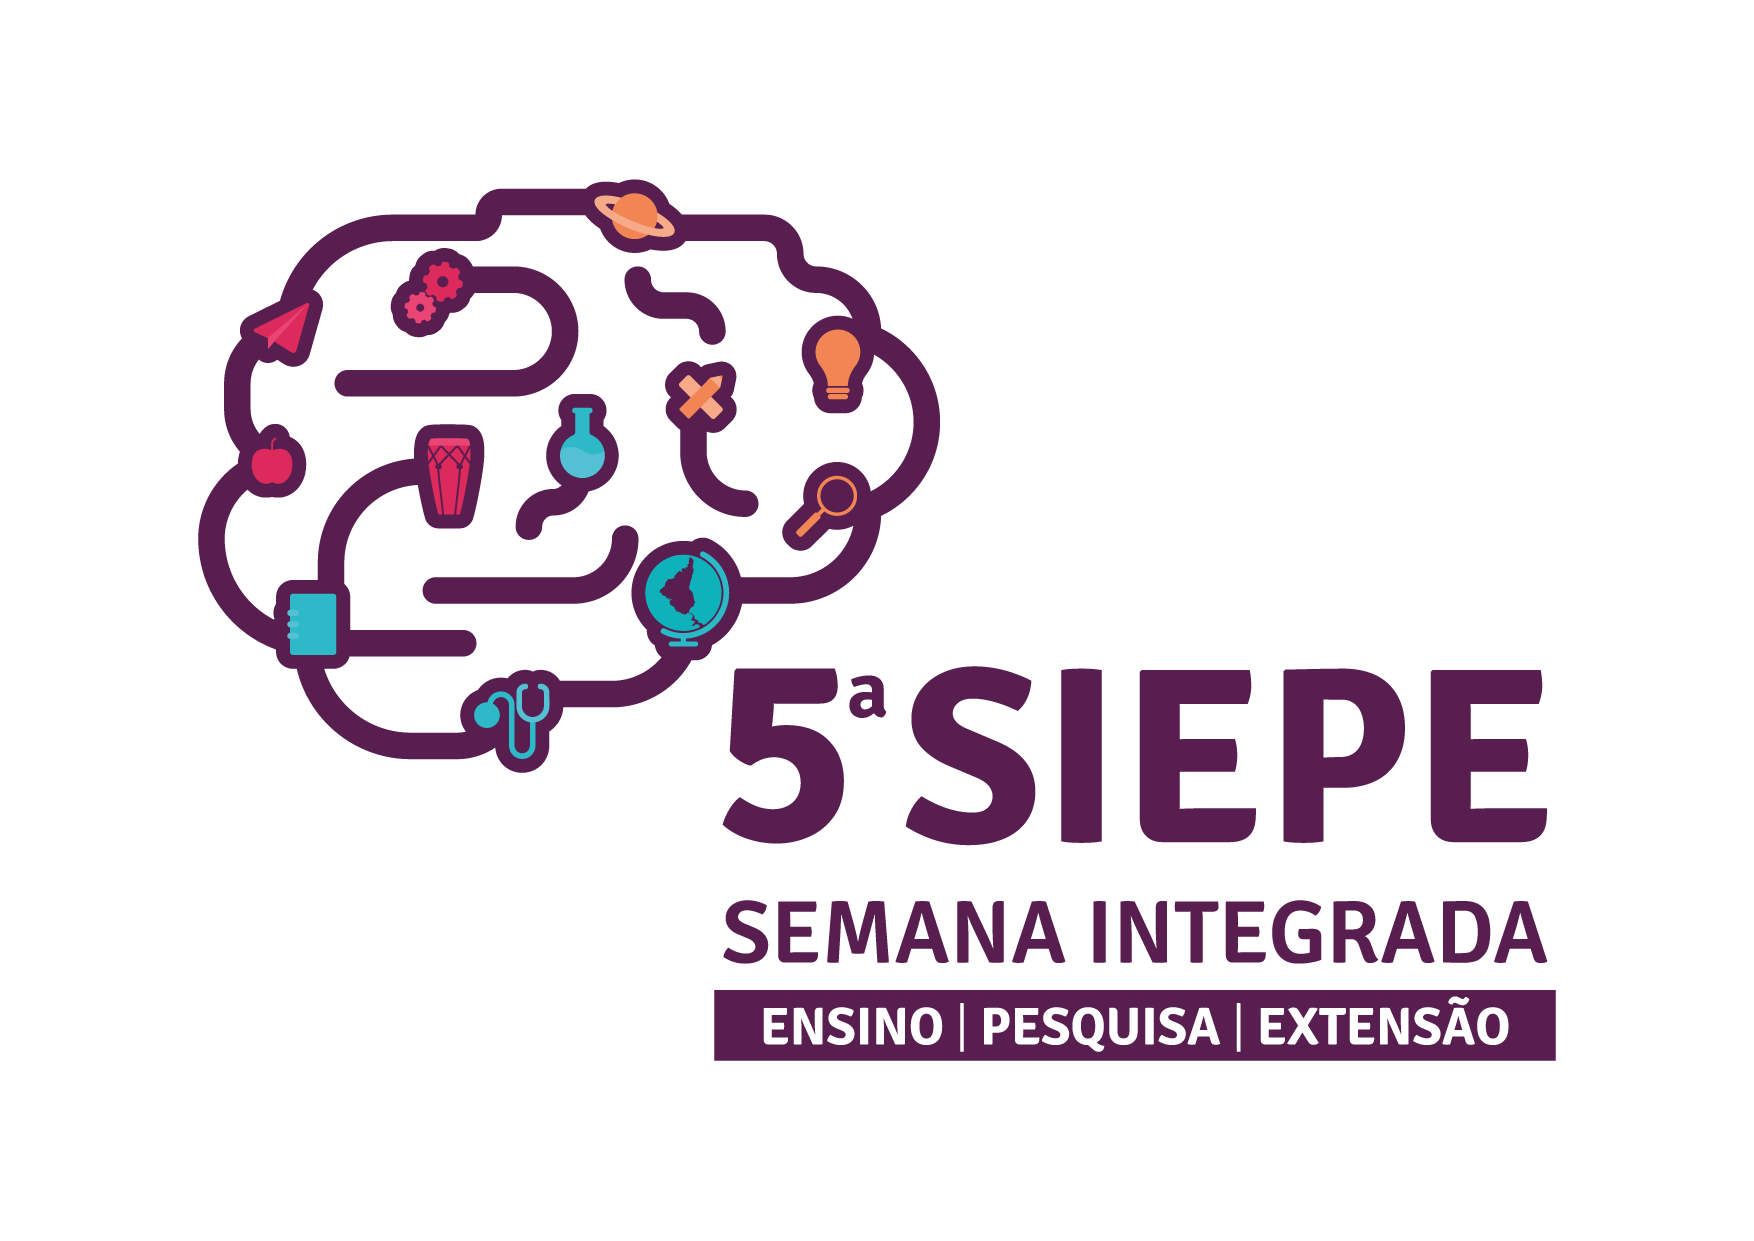 5ª SIEPE
SEMANA INTEGRADA
ENSINO | PESQUISA | EXTENSÃO